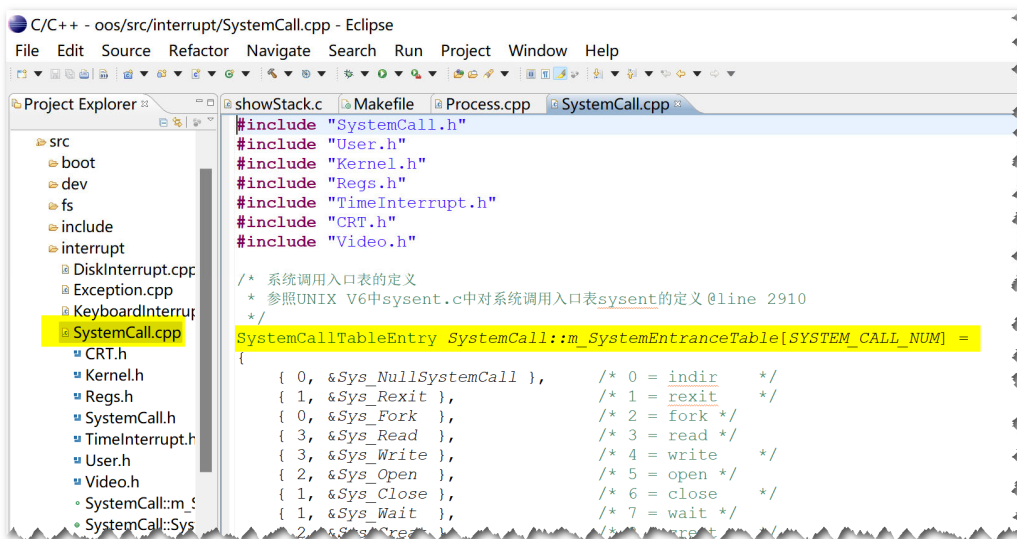 C/C++ - oos/src/interrupt/SystemCall.cpp - Eclipse
File Edit Source Refactor Navigate Search Run Project Window Help
Project Explorer
showStack.c Makefile Process.cpp SystemCall.cpp
src
boot
dev
fs
include
interrupt
DiskInterrupt.cpp
Exception.cpp
KeyboardInterrup
SystemCall.cpp
CRT.h
Kernel.h
Regs.h
SystemCall.h
TimeInterrupt.h
User.h
Video.h
SystemCall::m_S
SystemCall::Sys
#include "SystemCall.h"
#include "User.h"
#include "Kernel.h"
#include "Regs.h"
#include "TimeInterrupt.h"
#include "CRT.h"
#include "Video.h"
/* 系统调用入口表的定义
* 参照UNIX V6中sysent.c中对系统调用入口表sysent的定义@line 2910
*/
SystemCallTableEntry SystemCall::m_SystemEntranceTable[SYSTEM_CALL_NUM] =
{
{ 0, &Sys_NullSystemCall }, /* 0 = indir */
{ 1, &Sys_Rexit }, /* 1 = rexit */
{ 0, &Sys_Fork }, /* 2 = fork */
{ 3, &Sys_Read }, /* 3 = read */
{ 3, &Sys_Write }, /* 4 = write */
{ 2, &Sys_Open }, /* 5 = open */
{ 1, &Sys_Close }, /* 6 = close */
{ 1, &Sys_Wait }, /* 7 = wait */